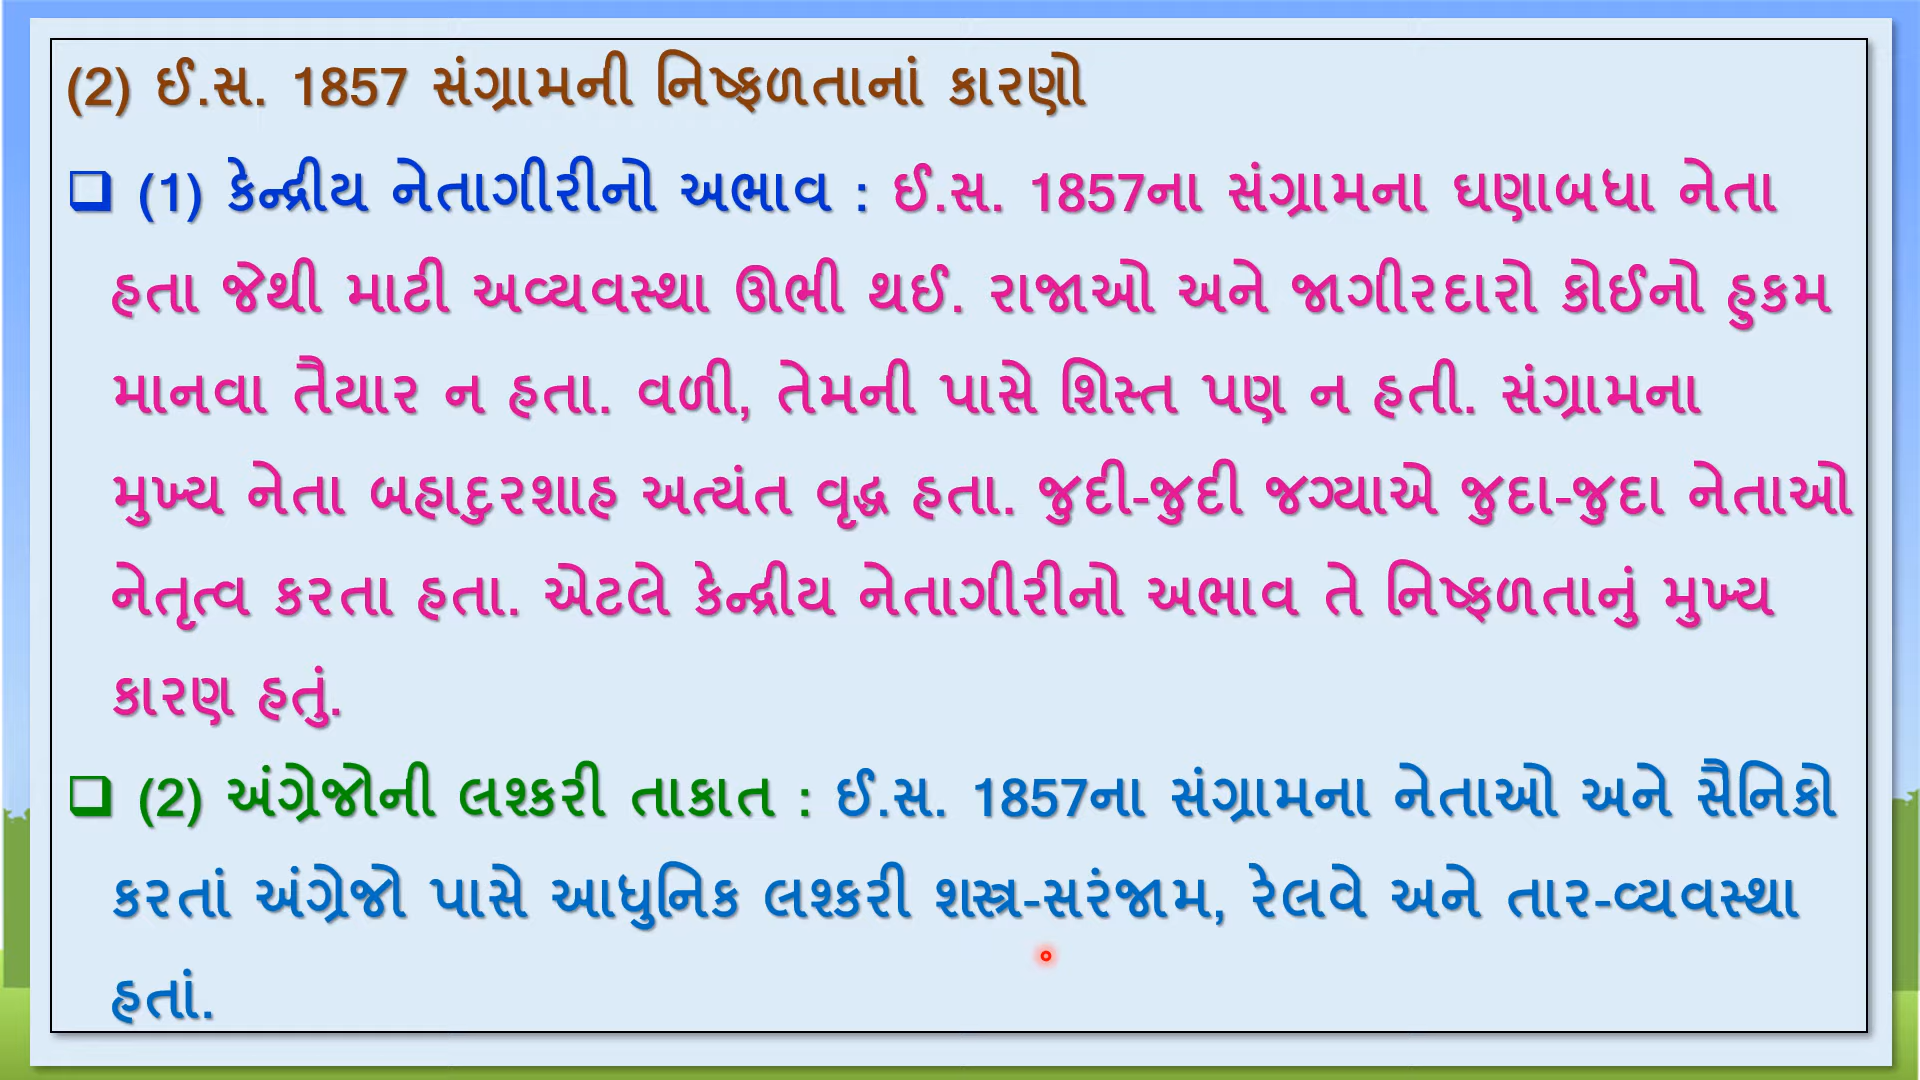 (2) ઈ.સ. 1857 સંગ્રામની નિષ્ફળતાનાં કારણો
❑ (1) કેન્દ્રીય નેતાગીરીનો અભાવ : ઈ.સ. 1857ના સંગ્રામના ઘણાબધા નેતા
હતા જેથી માટી અવ્યવસ્થા ઊભી થઈ. રાજાઓ અને જાગીરદારો કોઈનો હુકમ
માનવા તૈયાર ન હતા. વળી, તેમની પાસે શિસ્ત પણ ન હતી. સંગ્રામના
મુખ્ય નેતા બહાદુરશાહ અત્યંત વૃદ્ધ હતા. જુદી-જુદી જગ્યાએ જુદા-જુદા નેતાઓ
નેતૃત્વ કરતા હતા. એટલે કેન્દ્રીય નેતાગીરીનો અભાવ તે નિષ્ફળતાનું મુખ્ય
કારણ હતું.
❑ (2) અંગ્રેજોની લશ્કરી તાકાત : ઈ.સ. 1857ના સંગ્રામના નેતાઓ અને સૈનિકો
કરતાં અંગ્રેજો પાસે આધુનિક લશ્કરી શસ્ત્ર-સરંજામ, રેલવે અને તાર-વ્યવસ્થા
હતાં.